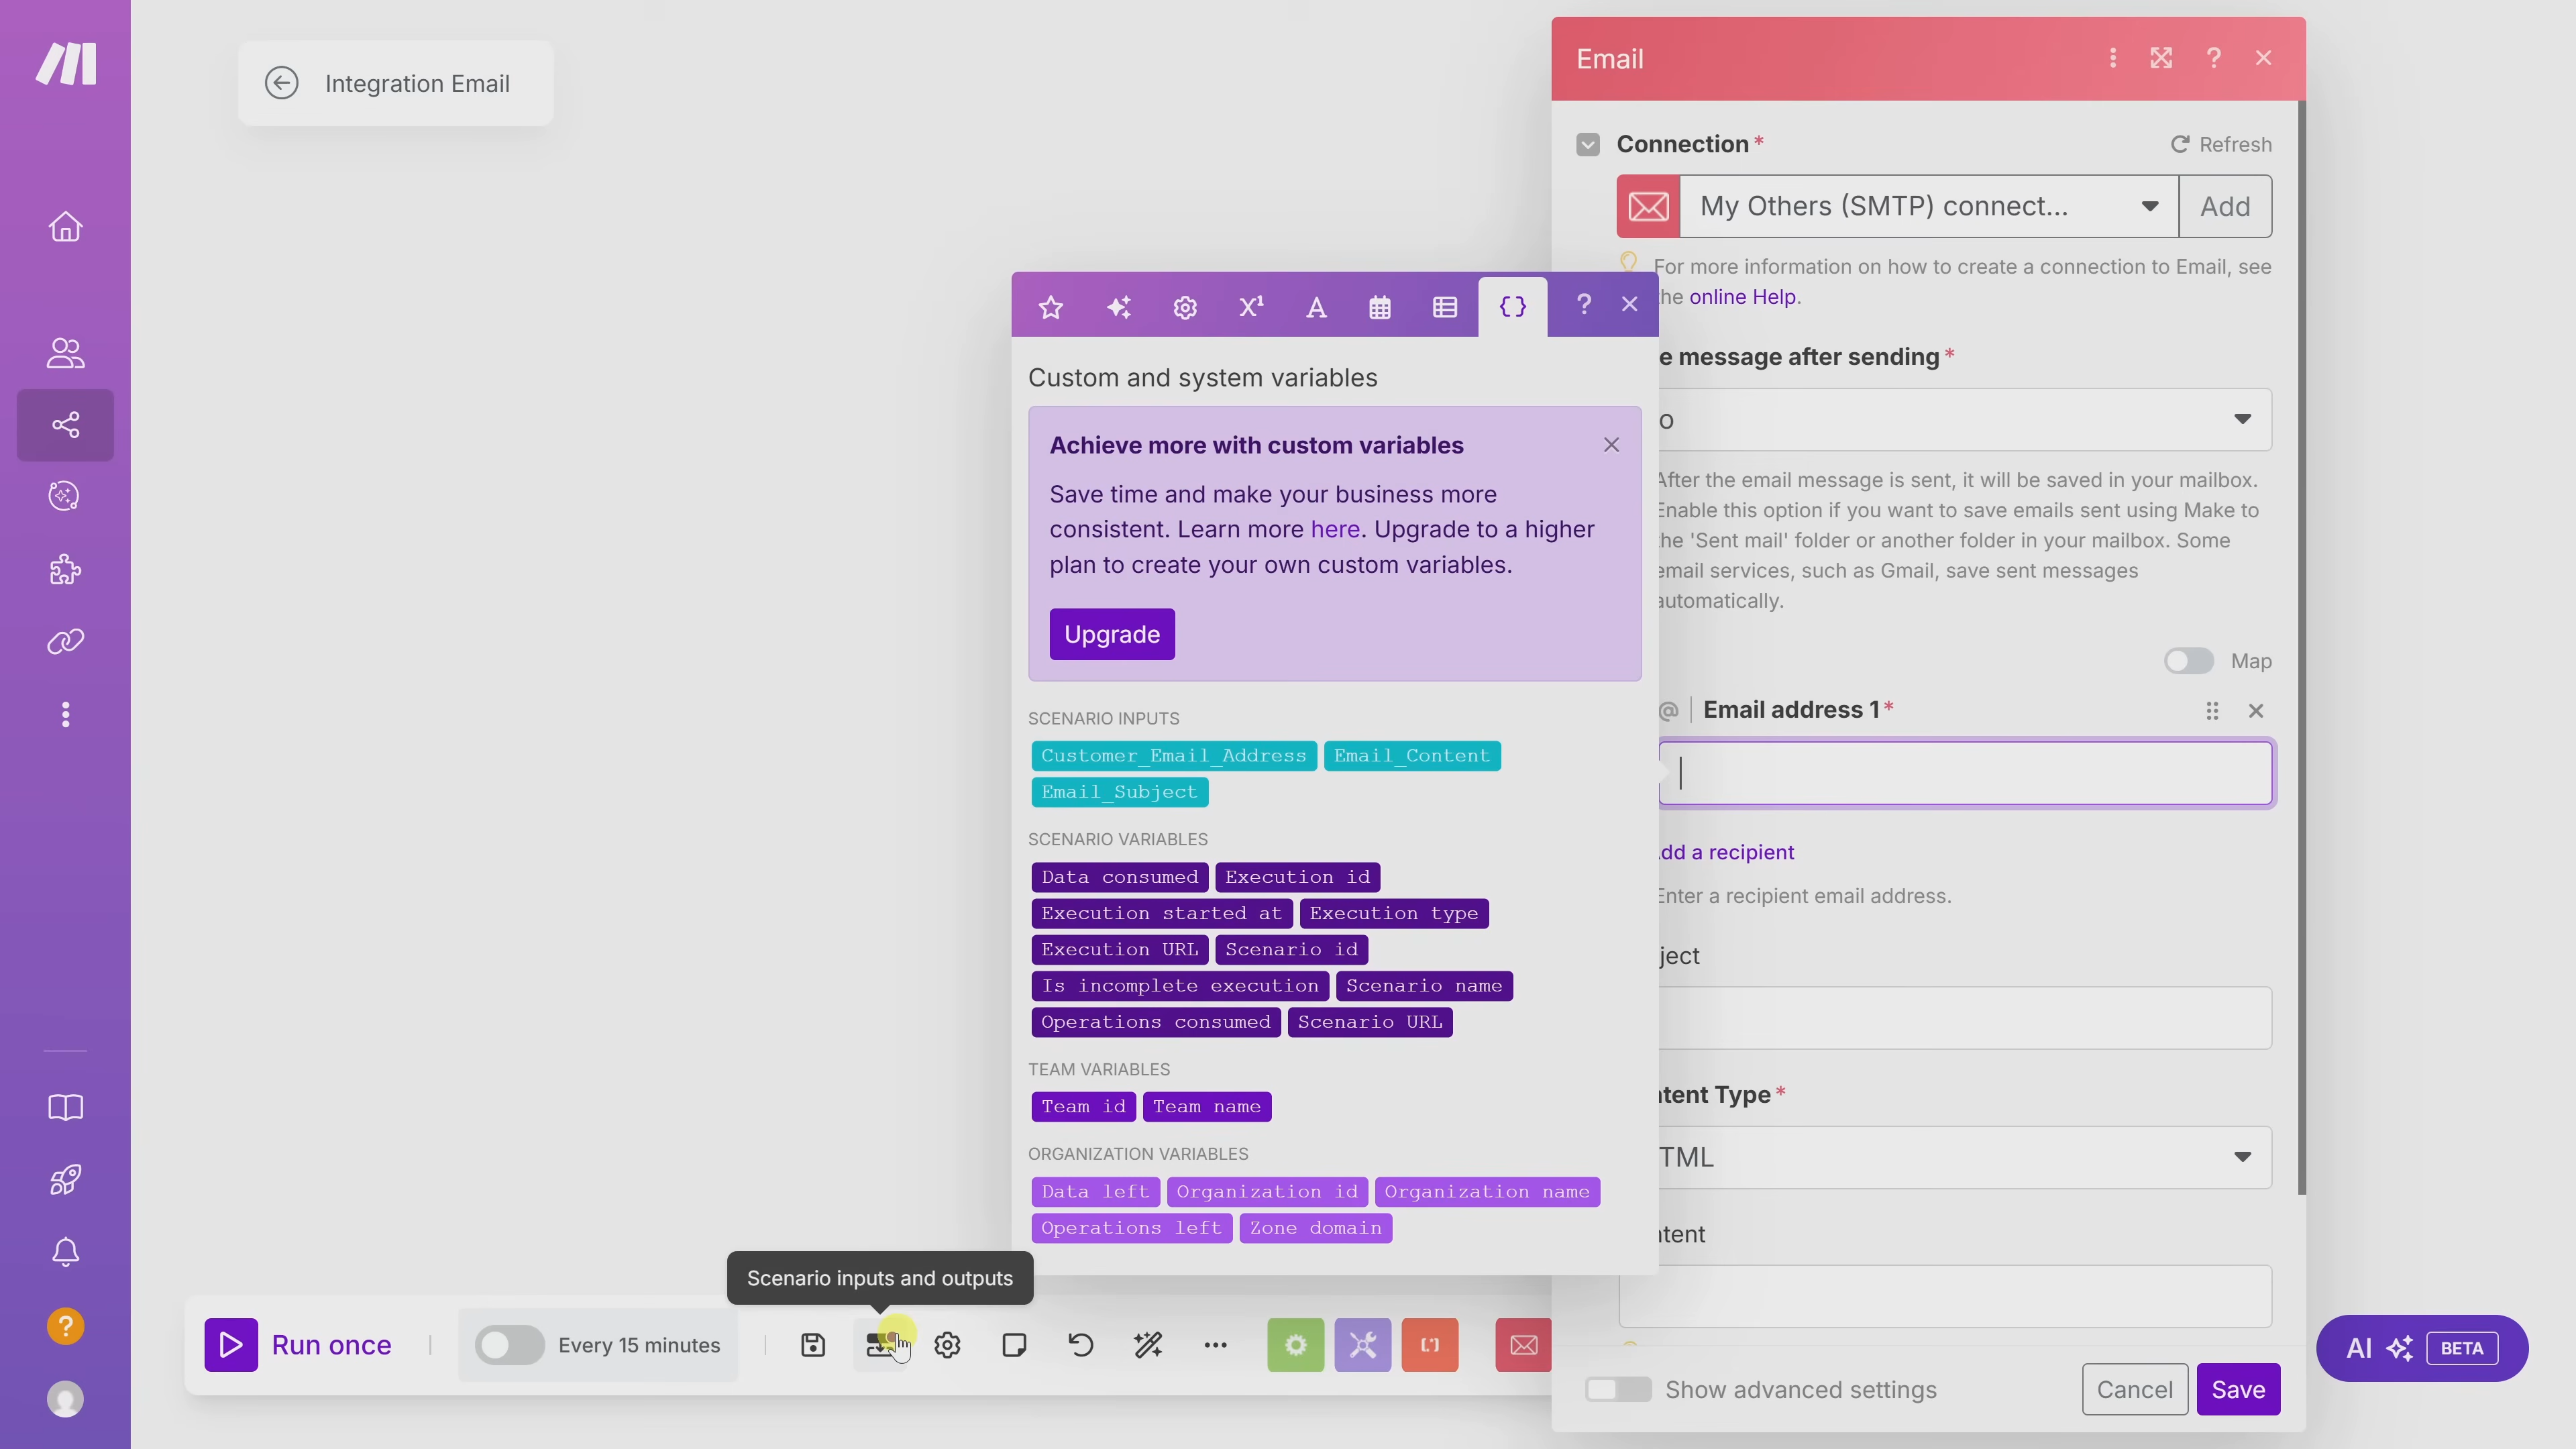 Integration Email
Email
Connection*
Refresh
My Others (SMTP) connect...
Add
For more information on how to create a connection to Email, see
the online Help.
e message after sending*
o
After the email message is sent, it will be saved in your mailbox.
Enable this option if you want to save emails sent using Make to
the 'Sent mail' folder or another folder in your mailbox. Some
email services, such as Gmail, save sent messages
automatically.
Map
@ Email address 1*
dd a recipient
Enter a recipient email address.
ject
ntent Type*
TML
ntent
Show advanced settings
Cancel
Save
Custom and system variables
Achieve more with custom variables
Save time and make your business more
consistent. Learn more here. Upgrade to a higher
plan to create your own custom variables.
Upgrade
SCENARIO INPUTS
Customer_Email_Address Email_Content
Email_Subject
SCENARIO VARIABLES
Data consumed Execution id
Execution started at Execution type
Execution URL Scenario id
Is incomplete execution Scenario name
Operations consumed Scenario URL
TEAM VARIABLES
Team id Team name
ORGANIZATION VARIABLES
Data left Organization id Organization name
Operations left Zone domain
Scenario inputs and outputs
Run once
Every 15 minutes
AI BETA